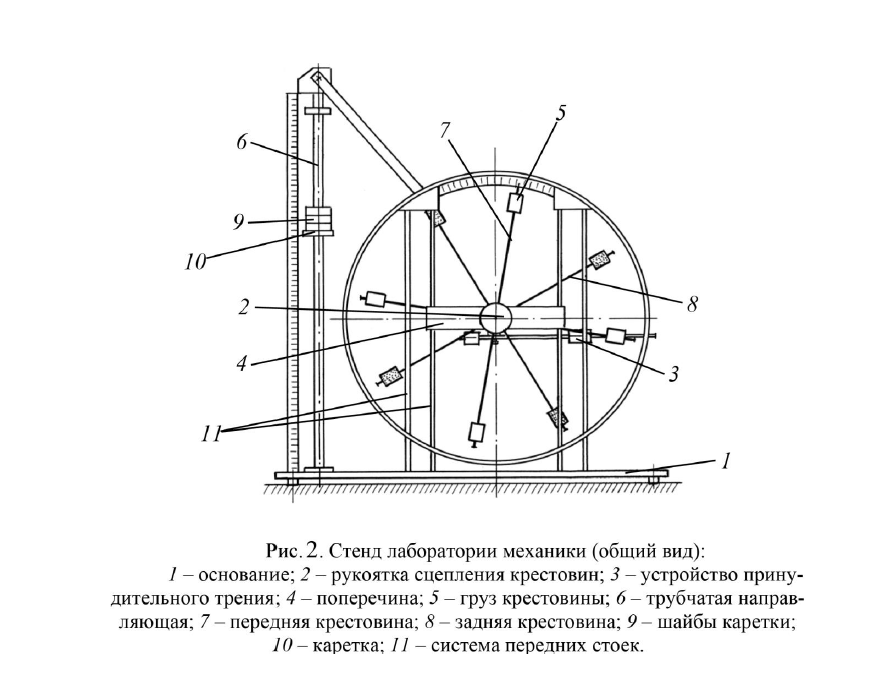 5
7
6
9
10
8
2
4
3
11
1
Рис. 2. Стенд лаборатории механики (общий вид):
1 – основание; 2 – рукоятка сцепления крестовин; 3 – устройство прину-
дительного трения; 4 – поперечина; 5 – груз крестовины; 6 – трубчатая направ-
ляющая; 7 – передняя крестовина; 8 – задняя крестовина; 9 – шайбы каретки;
10 – каретка; 11 – система передних стоек.